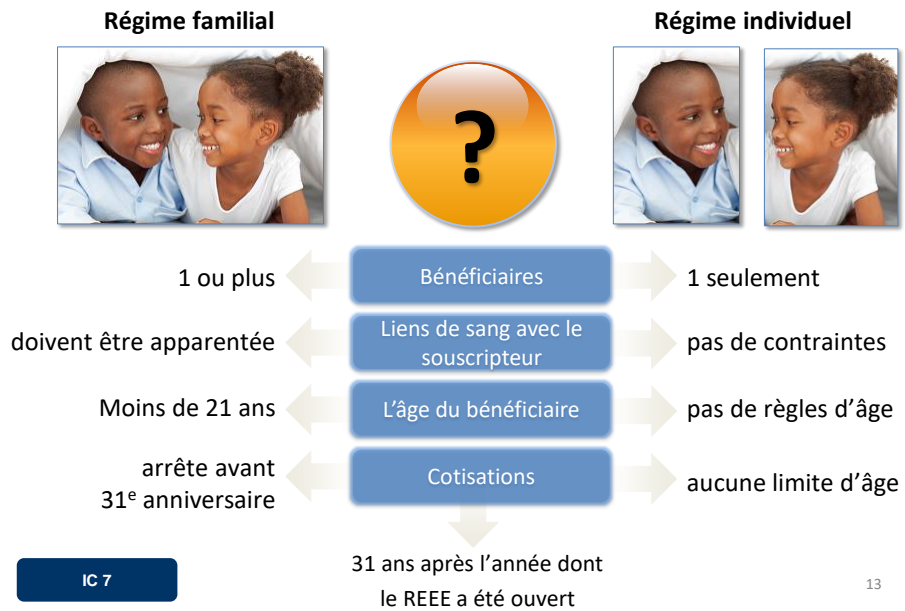 Régime familial
Régime individuel
?
1 ou plus
Bénéficiaires
1 seulement
doivent être apparentée
Liens de sang avec le
souscripteur
pas de contraintes
Moins de 21 ans
L'âge du bénéficiaire
pas de règles d'âge
arrête avant
31e anniversaire
Cotisations
aucune limite d'âge
31 ans après l'année dont
le REEE a été ouvert
IC 7
13